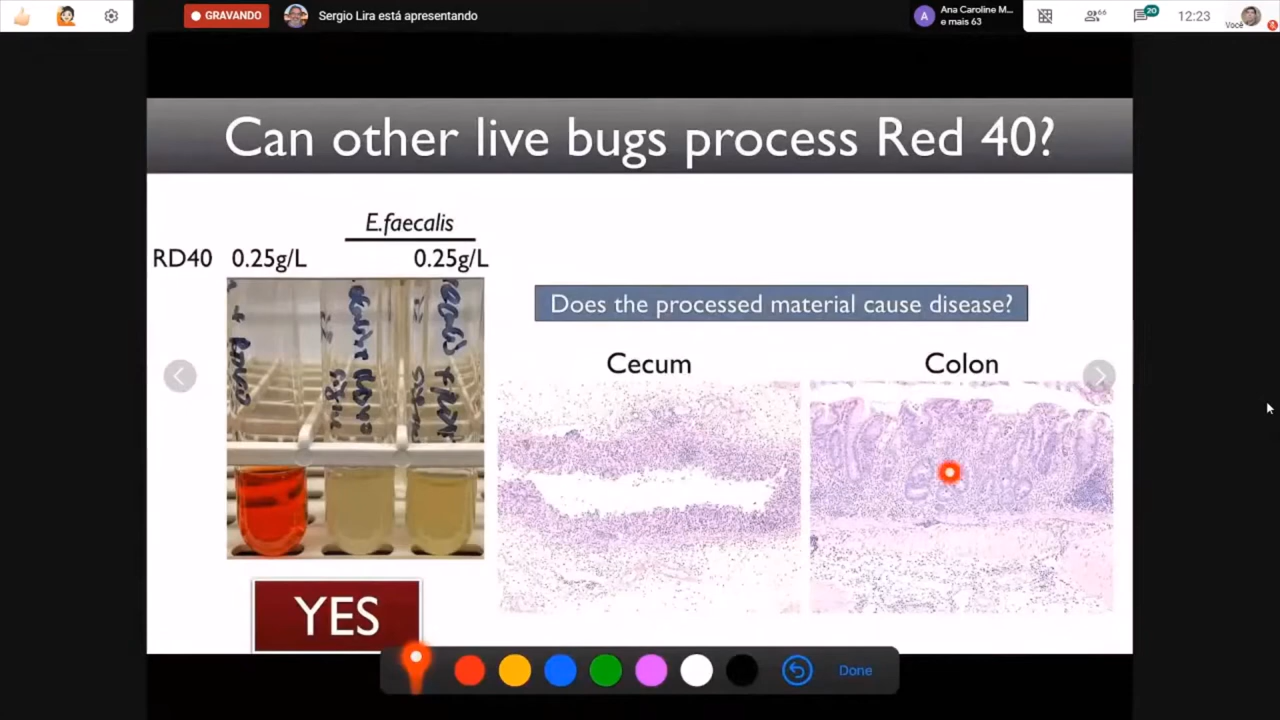 GRAVANDO
Sergio Lira está apresentando
A
Ana Caroline M...
e mais 63
66
20
12:23
Você
Can other live bugs process Red 40?
E.faecalis
RD40 0.25g/L 0.25g/L
Does the processed material cause disease?
Cecum
Colon
YES
Done